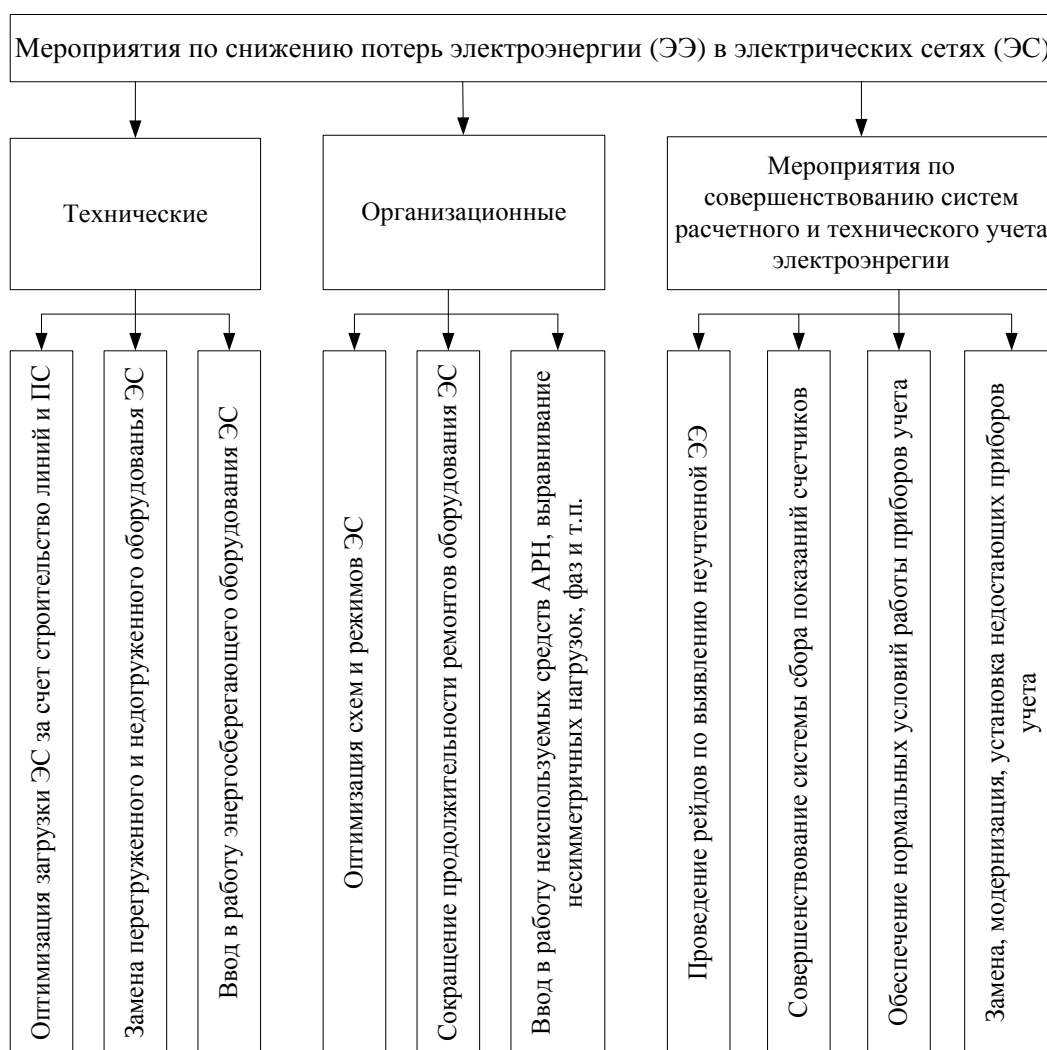 Мероприятия по снижению потерь электроэнергии (ЭЭ) в электрических сетях (ЭС)
Технические
Организационные
Мероприятия по
совершенствованию систем
расчетного и технического учета
электроэнрегии
Оптимизация загрузки ЭС за счет строительство линий и ПС
Замена перегруженного и недогруженного оборудованья ЭС
Ввод в работу энергосберегающего оборудования ЭС
Оптимизация схем и режимов ЭС
Сокращение продолжительности ремонтов оборудования ЭС
Ввод в работу неиспользуемых средств АРН, выравнивание
несимметричных нагрузок, фаз и т.п.
Проведение рейдов по выявлению неучтенной ЭЭ
Совершенствование системы сбора показаний счетчиков
Обеспечение нормальных условий работы приборов учета
Замена, модернизация, установка недостающих приборов
учета